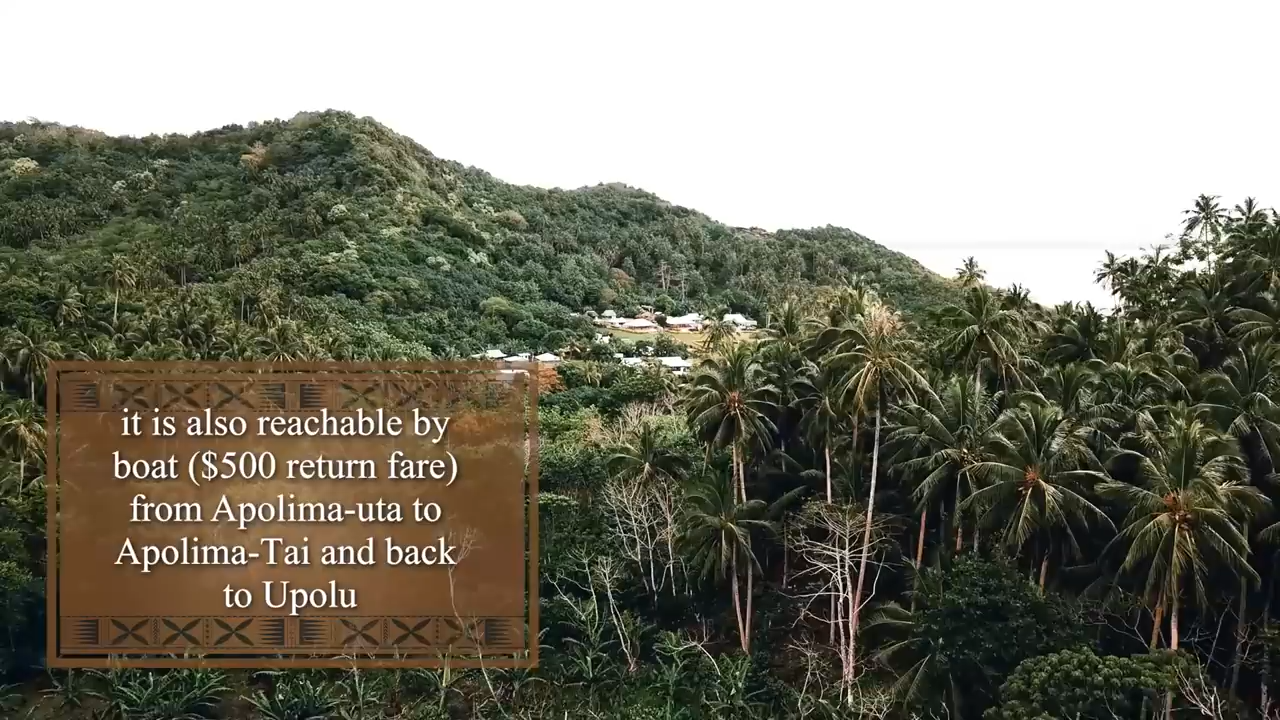 it is also reachable by
boat ($500 return fare)
from Apolima-uta to
Apolima-Tai and back
to Upolu